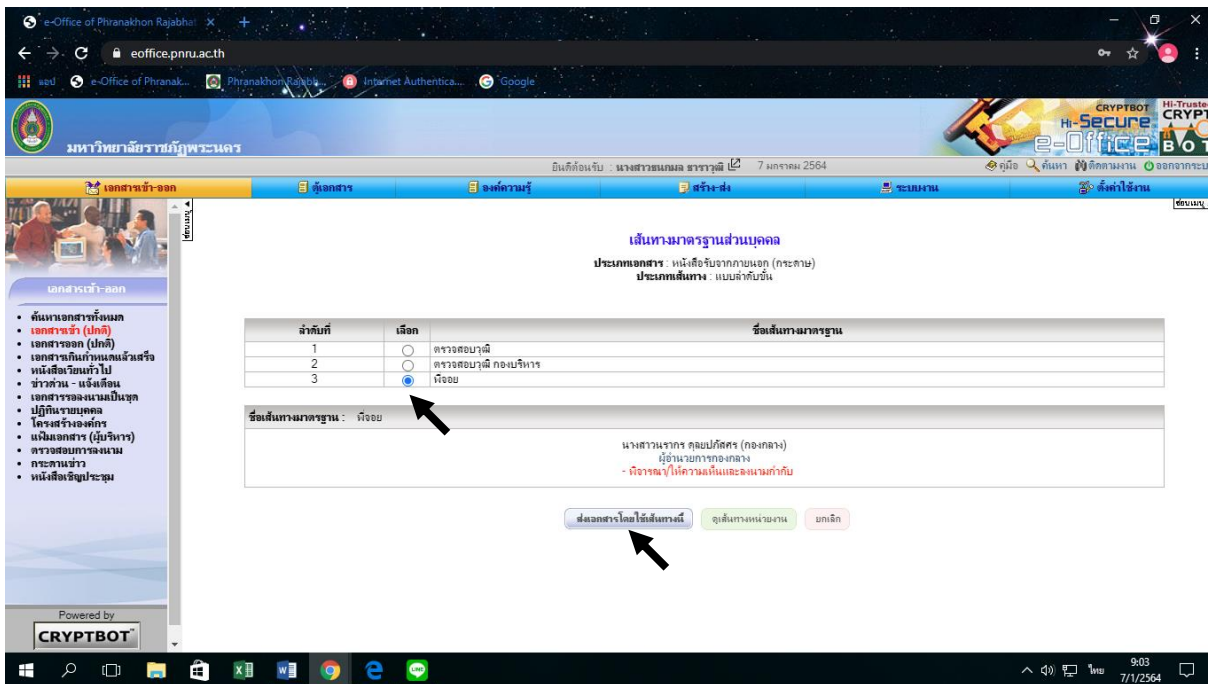 e-Office of Phranakhon Rajabhat
eoffice.pnru.ac.th
แอป e-Office of Phranak... Phranakhon Rajabh... Internet Authentica... Google
มหาวิทยาลัยราชภัฏพระนคร
CRYPTBOT
Hi-Secure
e-Office
Hi-Truste
CRYPT
BOT
ยินดีต้อนรับ : นางสาวชนกมล ธาราวุฒิ 7 มกราคม 2564
คู่มือ ค้นหา ติดตามงาน ออกจากระบ
เอกสารเข้า-ออก ตู้เอกสาร องค์ความรู้ สร้าง-ส่ง ระบบงาน ตั้งค่าใช้งาน
ซ่อนเมนู
ซ่อนเมนู
เอกสารเข้า-ออก
• ค้นหาเอกสารทั้งหมด
• เอกสารเข้า (ปกติ)
• เอกสารออก (ปกติ)
• เอกสารเกินกำหนดแล้วเสร็จ
• หนังสือเวียนทั่วไป
• ข่าวด่วน - แจ้งเตือน
• เอกสารรอลงนามเป็นชุด
• ปฏิทินรายบุคคล
• โครงสร้างองค์กร
• แฟ้มเอกสาร (ผู้บริหาร)
• ตรวจสอบการลงนาม
• กระดานข่าว
• หนังสือเชิญประชุม
Powered by
CRYPTBOT
เส้นทางมาตรฐานส่วนบุคคล
ประเภทเอกสาร : หนังสือรับจากภายนอก (กระดาษ)
ประเภทเส้นทาง : แบบลำดับขั้น
ลำดับที่ เลือก ชื่อเส้นทางมาตรฐาน
1 ตรวจสอบวุฒิ
2 ตรวจสอบวุฒิ กองบริหาร
3 พี่จอย
ชื่อเส้นทางมาตรฐาน : พี่จอย
นางสาวนรากร (กองกลาง)
ผู้อำนวยการกองกลาง
- พิจารณา/ให้ความเห็นและลงนามกำกับ
ส่งเอกสารโดยใช้เส้นทางนี้ ดูเส้นทางหน่วยงาน ยกเลิก
ไทย
9:03
7/1/2564